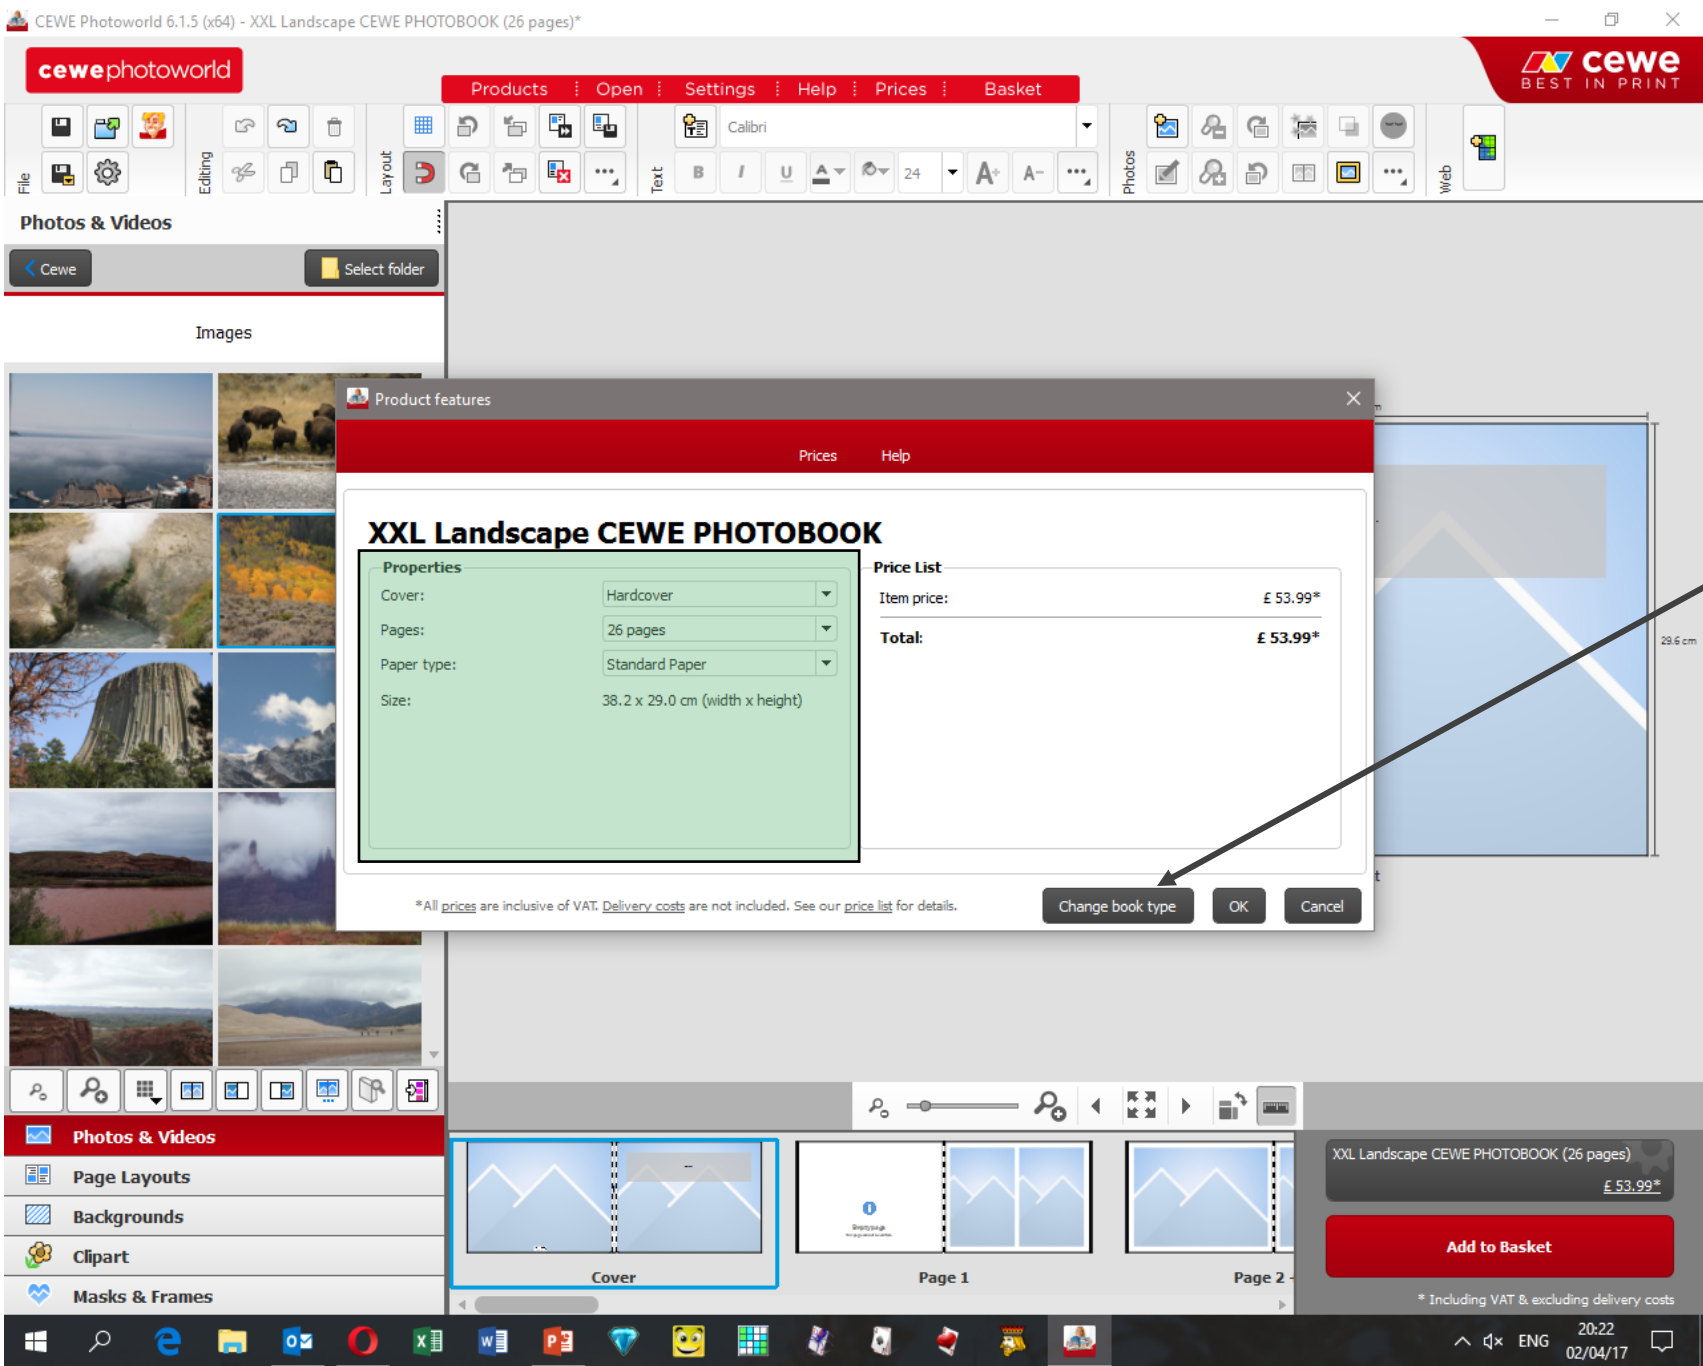 CEWE Photoworld 6.1.5 (x64) - XXL Landscape CEWE PHOTOBOOK (26 pages)*
cewephotoworld
cewe
BEST IN PRINT
Products
Open
Settings
Help
Prices
Basket
File
Editing
Layout
Text
Calibri
B I U A 24 A+ A-
Photos
Web
Photos & Videos
Cewe
Select folder
Images
Product features
Prices
Help
XXL Landscape CEWE PHOTOBOOK
Properties
Cover: Hardcover
Pages: 26 pages
Paper type: Standard Paper
Size: 38.2 x 29.0 cm (width x height)
Price List
Item price: £ 53.99*
Total: £ 53.99*
*All prices are inclusive of VAT. Delivery costs are not included. See our price list for details.
Change book type
OK
Cancel
29.6 cm
Photos & Videos
Page Layouts
Backgrounds
Clipart
Masks & Frames
Cover
Page 1
Page 2 -
XXL Landscape CEWE PHOTOBOOK (26 pages)
£ 53.99*
Add to Basket
* Including VAT & excluding delivery costs
ENG
20:22
02/04/17